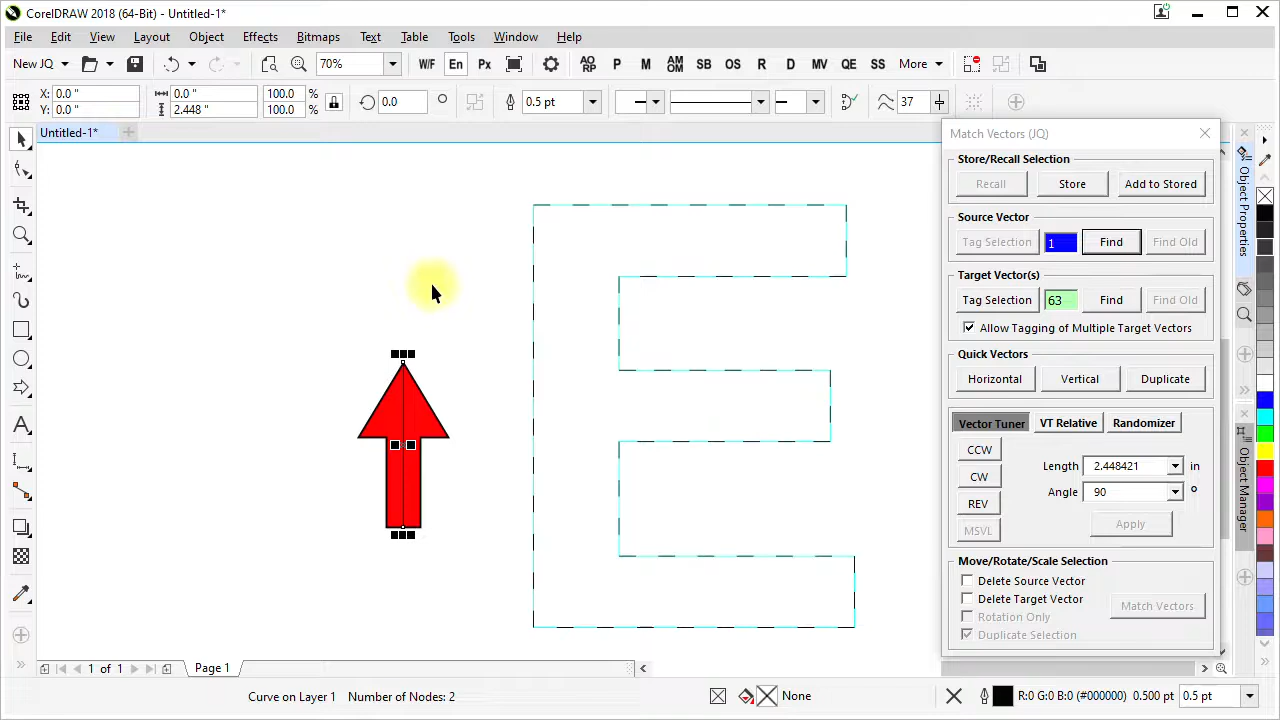 CorelDRAW 2018 (64-Bit) - Untitled-1*
File Edit View Layout Object Effects Bitmaps Text Table Tools Window Help
New JQ 70% W/F En Px AO RP P M AM OM SB OS R D MV QE SS More
X: 0.0 " 0.0 " 100.0 % 0.0 ° 0.5 pt 37
Y: 0.0 " 2.448 " 100.0 %
Untitled-1*
Match Vectors (JQ)
Store/Recall Selection
Recall Store Add to Stored
Source Vector
Tag Selection 1 Find Find Old
Target Vector(s)
Tag Selection 63 Find Find Old
Allow Tagging of Multiple Target Vectors
Quick Vectors
Horizontal Vertical Duplicate
Vector Tuner VT Relative Randomizer
CCW
Length 2.448421 in
CW
Angle 90 °
REV
MSVL Apply
Move/Rotate/Scale Selection
Delete Source Vector
Delete Target Vector Match Vectors
Rotation Only
Duplicate Selection
Object Properties
Object Manager
1 of 1 Page 1
Curve on Layer 1 Number of Nodes: 2 None R:0 G:0 B:0 (#000000) 0.500 pt 0.5 pt